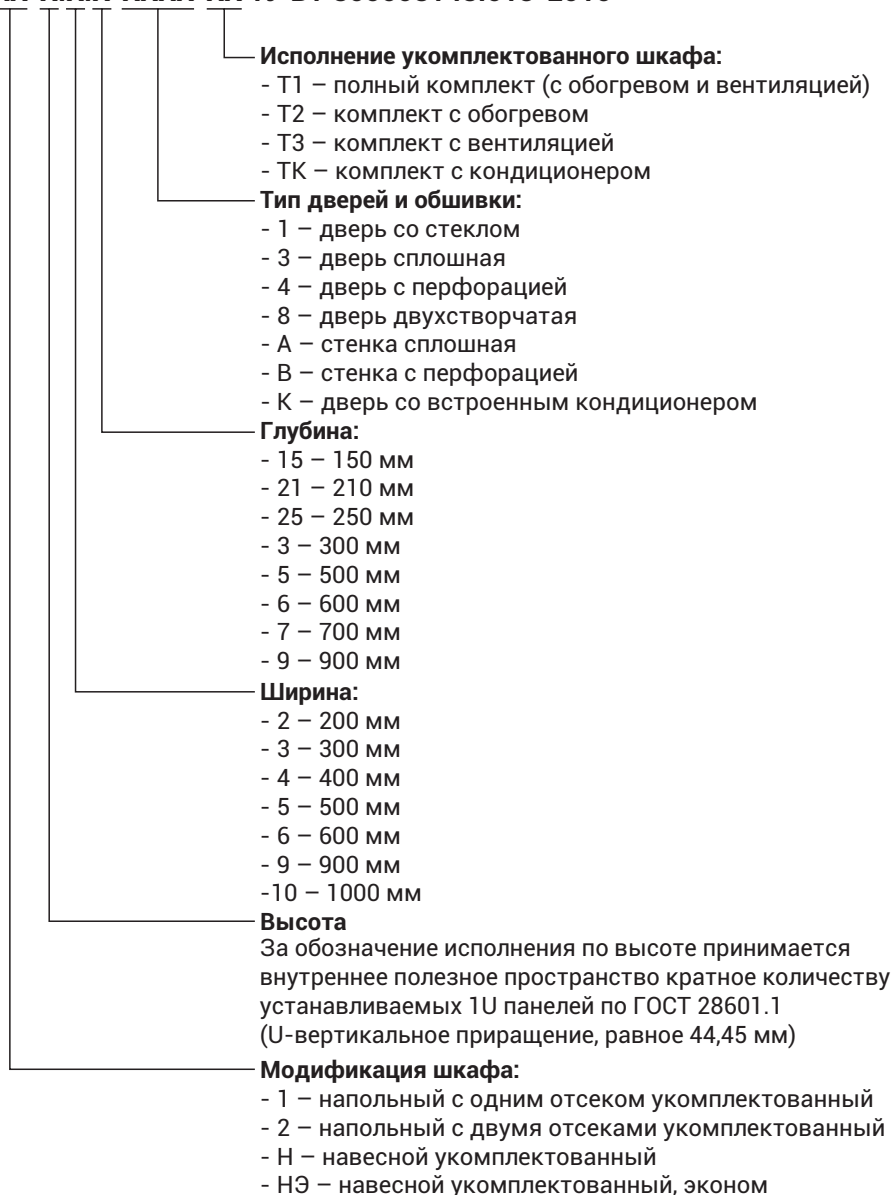 Исполнение укомплектованного шкафа:
- Т1 – полный комплект (с обогревом и вентиляцией)
- Т2 – комплект с обогревом
- Т3 – комплект с вентиляцией
- ТК – комплект с кондиционером
Тип дверей и обшивки:
- 1 – дверь со стеклом
- 3 – дверь сплошная
- 4 – дверь с перфорацией
- 8 – дверь двухстворчатая
- А – стенка сплошная
- В – стенка с перфорацией
- К – дверь со встроенным кондиционером
Глубина:
- 15 – 150 мм
- 21 – 210 мм
- 25 – 250 мм
- 3 – 300 мм
- 5 – 500 мм
- 6 – 600 мм
- 7 – 700 мм
- 9 – 900 мм
Ширина:
- 2 – 200 мм
- 3 – 300 мм
- 4 – 400 мм
- 5 – 500 мм
- 6 – 600 мм
- 9 – 900 мм
-10 – 1000 мм
Высота
За обозначение исполнения по высоте принимается
внутреннее полезное пространство кратное количеству
устанавливаемых 1U панелей по ГОСТ 28601.1
(U-вертикальное приращение, равное 44,45 мм)
Модификация шкафа:
- 1 – напольный с одним отсеком укомплектованный
- 2 – напольный с двумя отсеками укомплектованный
- Н – навесной укомплектованный
- НЭ – навесной укомплектованный, эконом